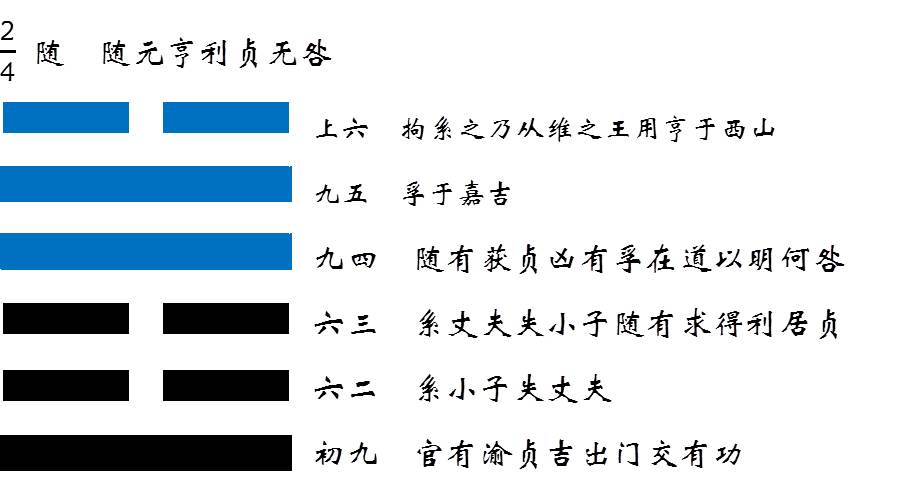 2/4 随 随元亨利贞无咎
上六 拘系之乃从维之王用亨于西山
九五 孚于嘉吉
九四 随有获贞凶有孚在道以明何咎
六三 系丈夫失小子随有求得利居贞
六二 系小子失丈夫
初九 官有渝贞吉出门交有功